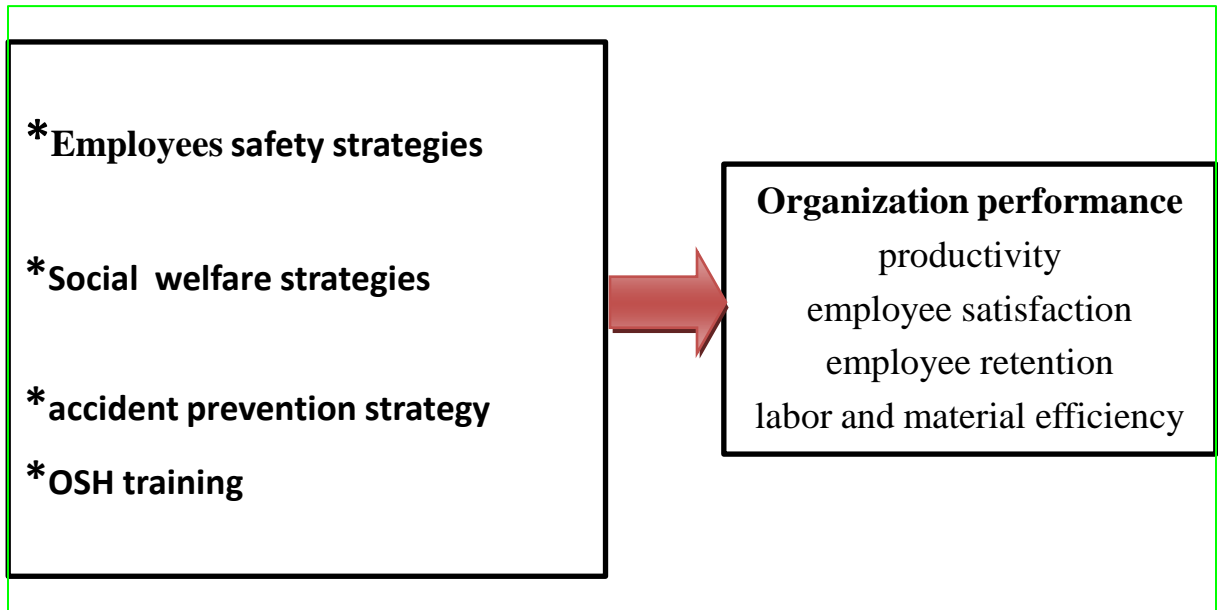 *Employees safety strategies
*Social welfare strategies
*accident prevention strategy
*OSH training
Organization performance
productivity
employee satisfaction
employee retention
labor and material efficiency